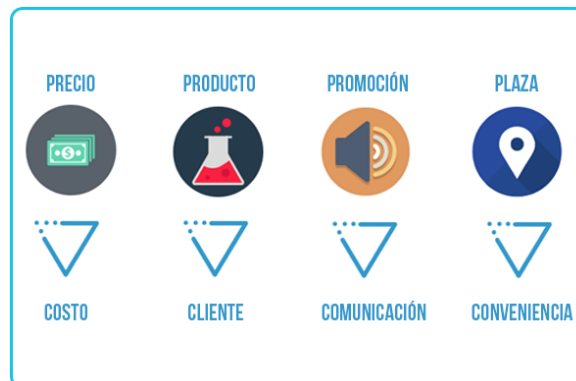 PRECIO PRODUCTO PROMOCIÓN PLAZA
COSTO CLIENTE COMUNICACIÓN CONVENIENCIA